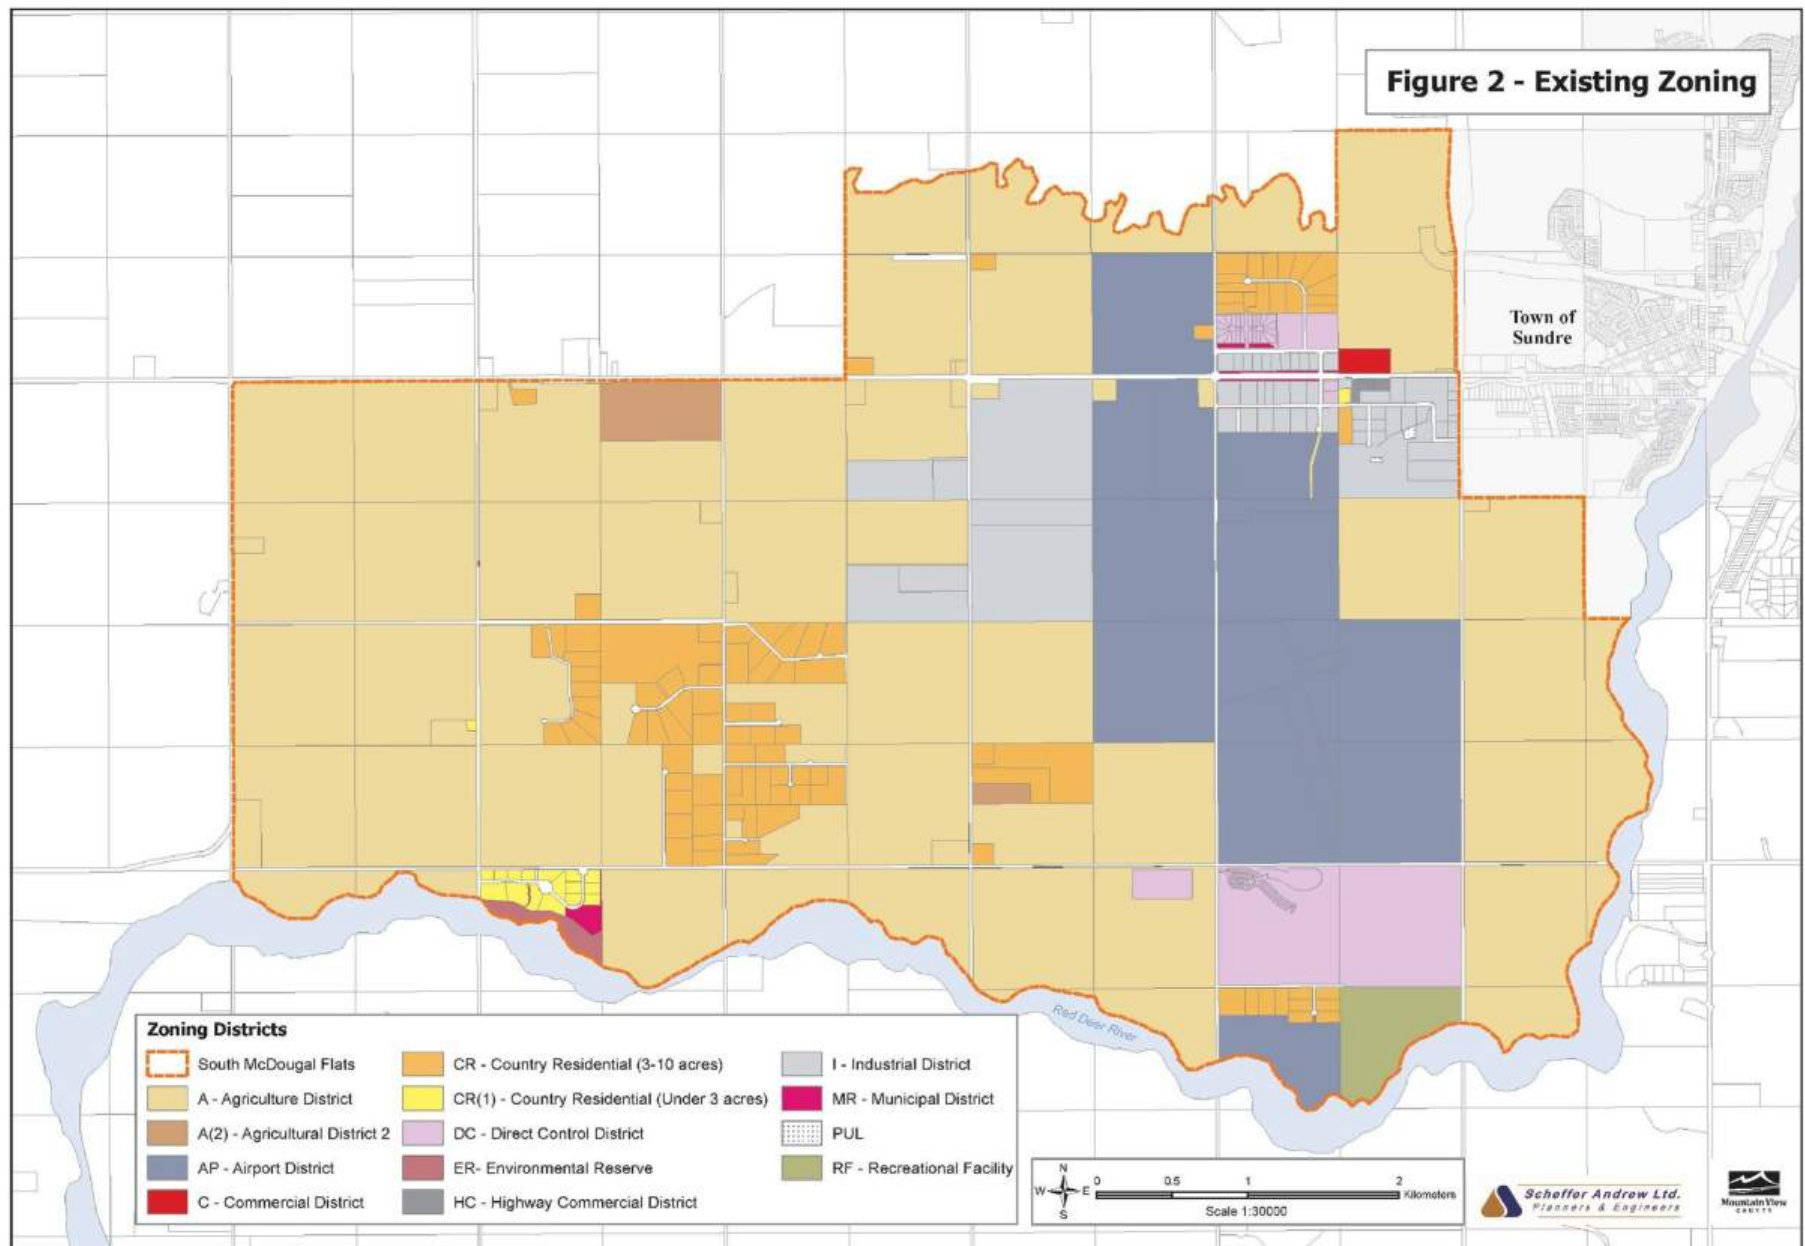 Figure 2 - Existing Zoning
Town of
Sundre
Red Deer River
Zoning Districts
South McDougal Flats
A - Agriculture District
A(2) - Agricultural District 2
AP - Airport District
C - Commercial District
CR - Country Residential (3-10 acres)
CR(1) - Country Residential (Under 3 acres)
DC - Direct Control District
ER- Environmental Reserve
HC - Highway Commercial District
I - Industrial District
MR - Municipal District
PUL
RF - Recreational Facility
N
W E
S
0 0.5 1 2
Kilometers
Scale 1:30000
Scheffer Andrew Ltd.
Planners & Engineers
Mountain View
COUNTY